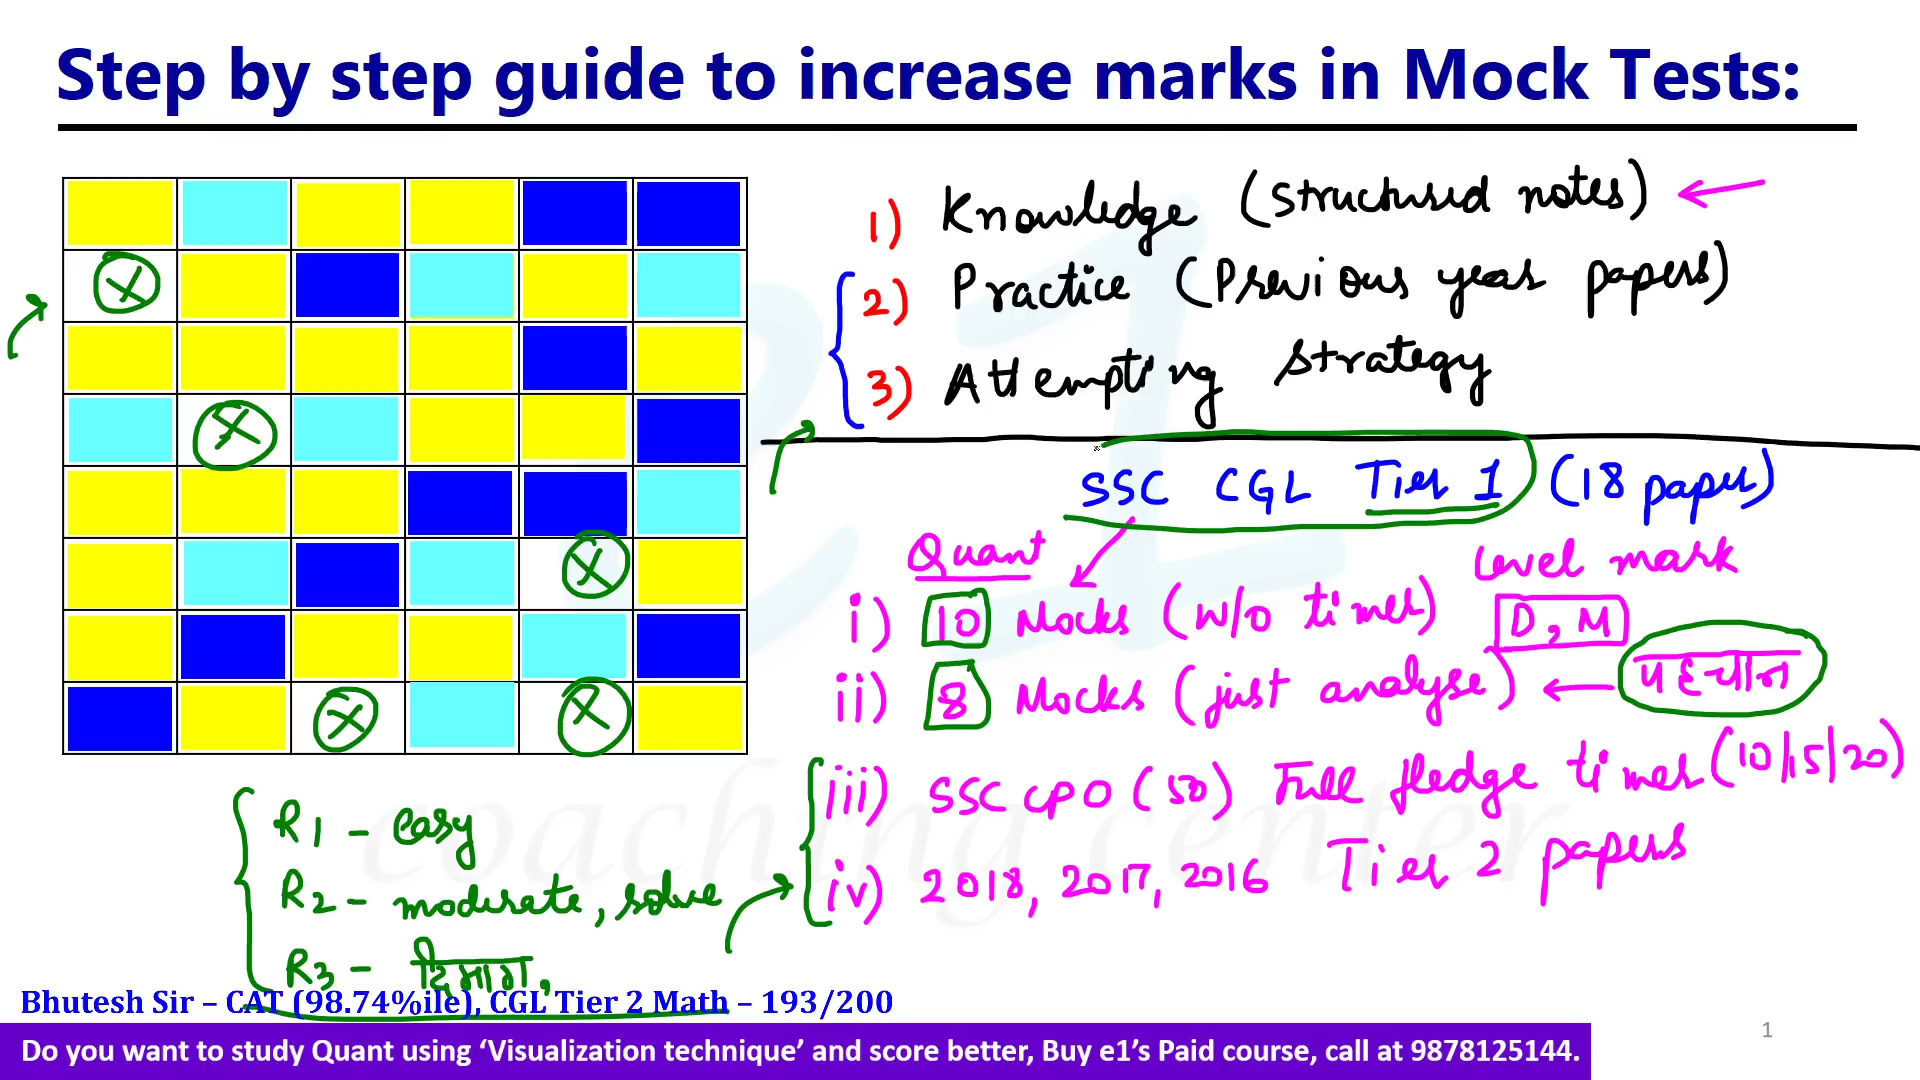 Step by step guide to increase marks in Mock Tests:
1) Knowledge (structured notes)
2) Practice (Previous year papers)
3) Attempting strategy
SSC CGL Tier 1 (18 paper)
Quant
Level mark
i) 10 Mocks (w/o timer) D, M
ii) 8 Mocks (just analyse) पहचान
iii) SSC CPO (50) Full fledge timer (10/15/20)
iv) 2018, 2017, 2016 Tier 2 papers
R1 - easy
R2 - moderate, solve
R3 - दिमाग,
coaching center
Bhutesh Sir – CAT (98.74%ile), CGL Tier 2 Math – 193/200
Do you want to study Quant using ‘Visualization technique’ and score better, Buy e1’s Paid course, call at 9878125144.
1